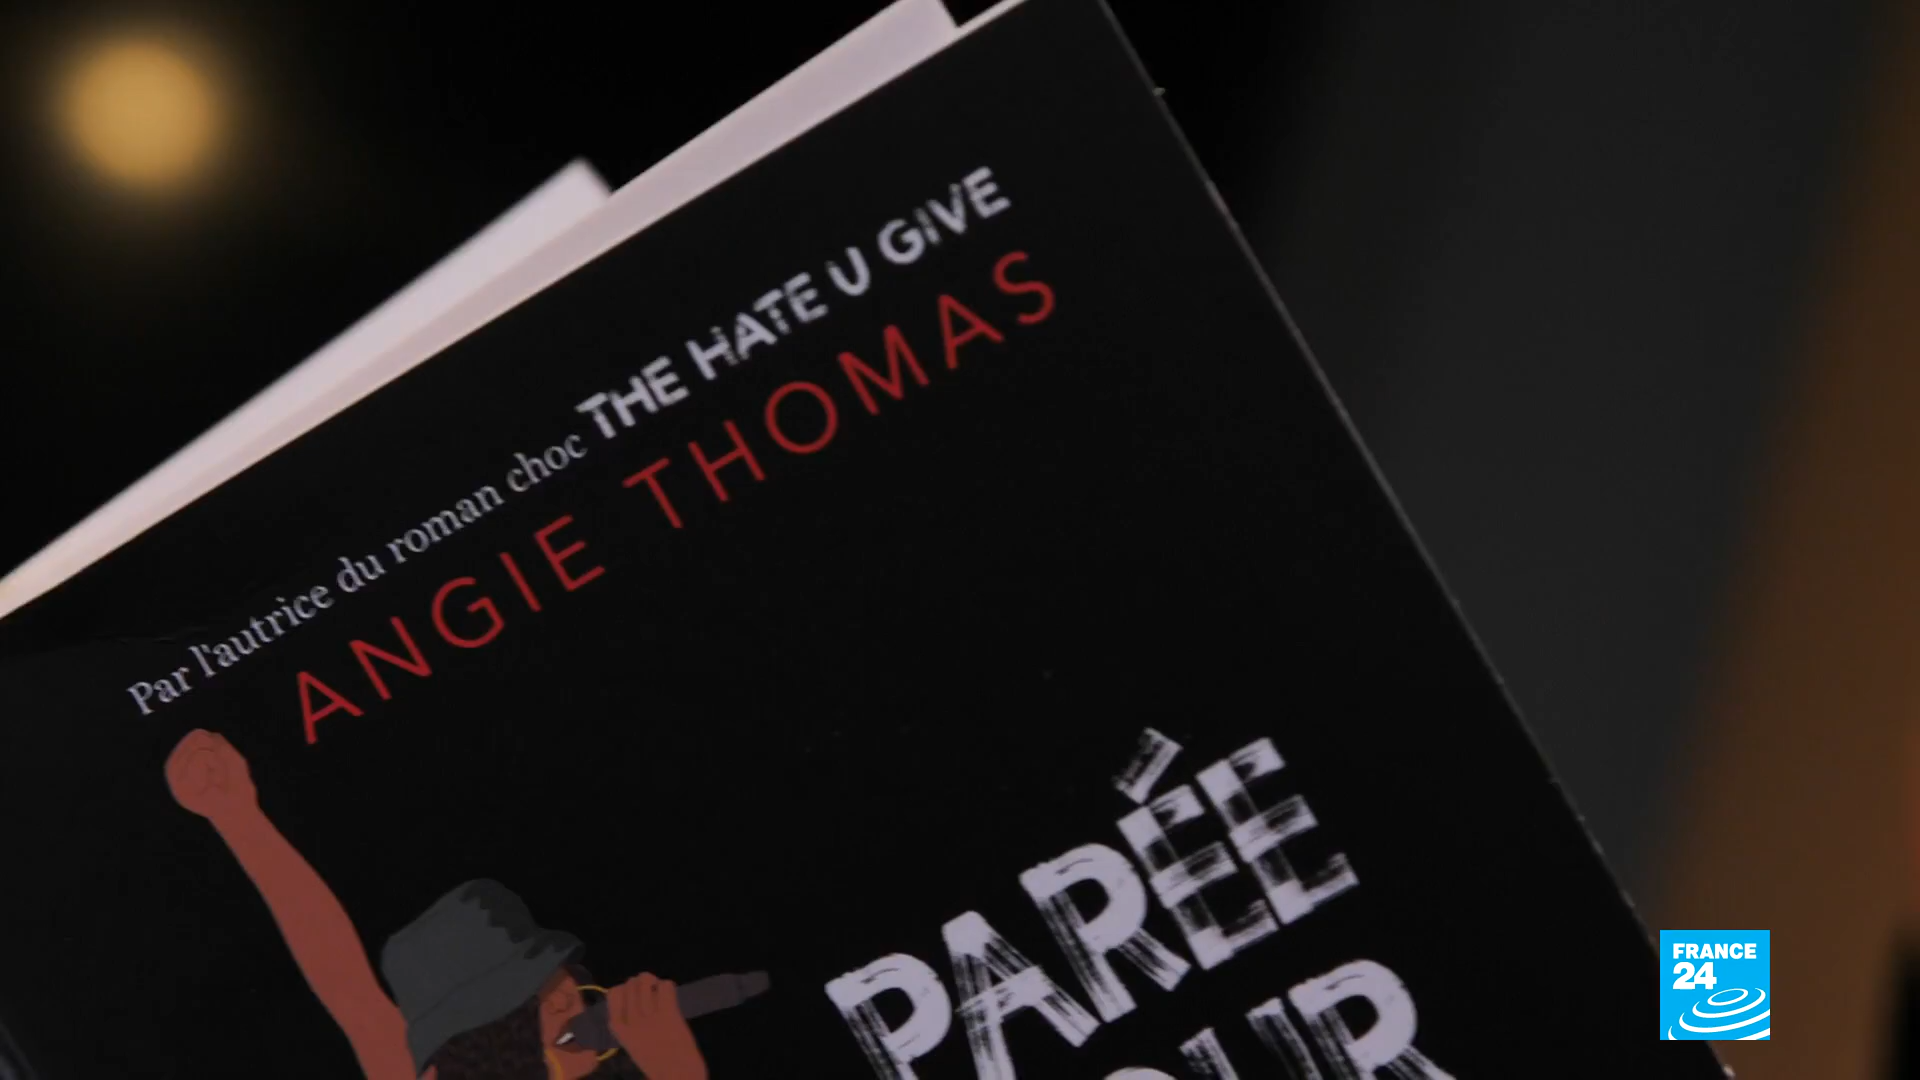 Par l'autrice du roman choc THE HATE U GIVE
ANGIE THOMAS
PARÉE
FRANCE
24